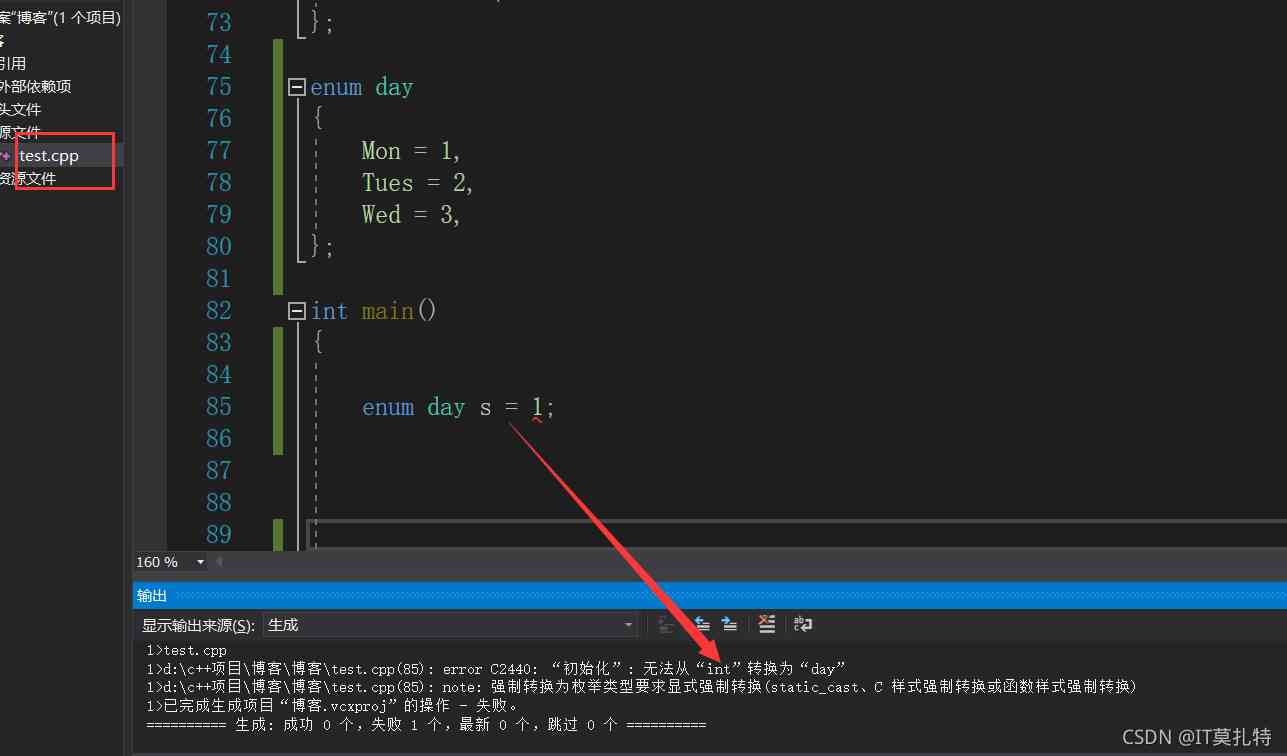 案“博客”(1 个项目)
客
引用
外部依赖项
头文件
源文件
test.cpp
资源文件
73 };
74
75 enum day
76 {
77 Mon = 1,
78 Tues = 2,
79 Wed = 3,
80 };
81
82 int main()
83 {
84
85 enum day s = 1;
86
87
88
89
160 %
输出
显示输出来源(S): 生成
1>test.cpp
1>d:\c++项目\博客\博客\test.cpp(85): error C2440: “初始化”: 无法从“int”转换为“day”
1>d:\c++项目\博客\博客\test.cpp(85): note: 强制转换为枚举类型要求显式强制转换(static_cast、C 样式强制转换或函数样式强制转换)
1>已完成生成项目“博客.vcxproj”的操作 - 失败。
========== 生成: 成功 0 个，失败 1 个，最新 0 个，跳过 0 个 ==========
CSDN @IT莫扎特